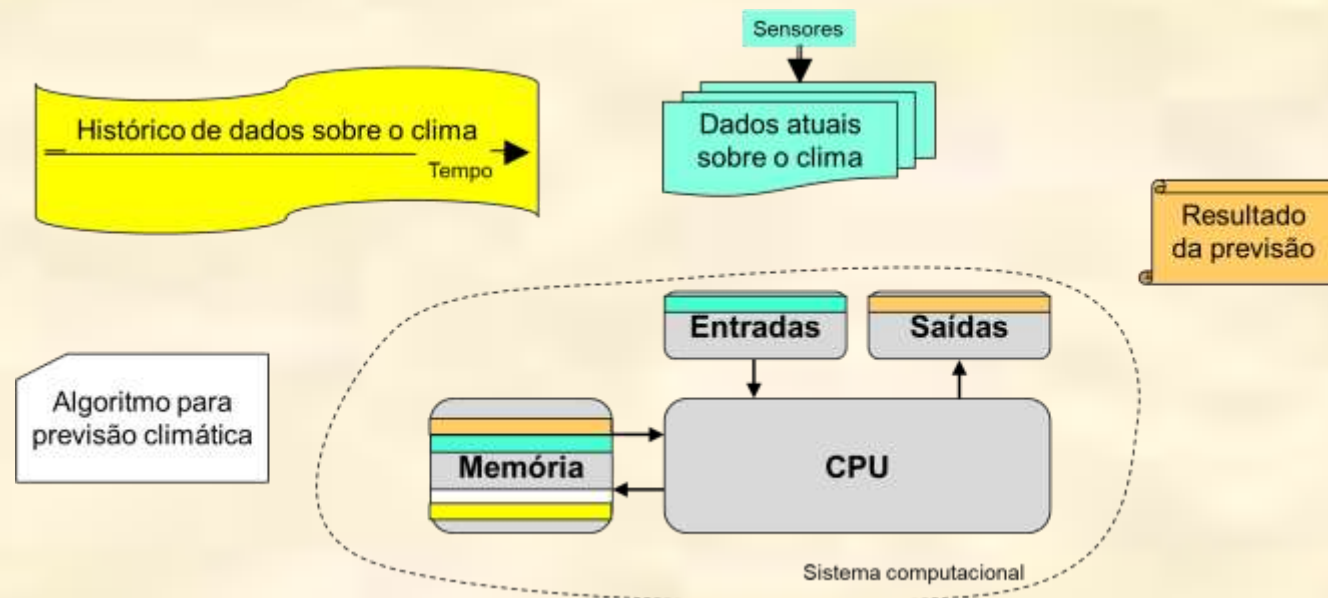 Sensores
Histórico de dados sobre o clima
Tempo
Dados atuais
sobre o clima
Resultado
da previsão
Entradas
Saídas
Algoritmo para
previsão climática
Memória
CPU
Sistema computacional